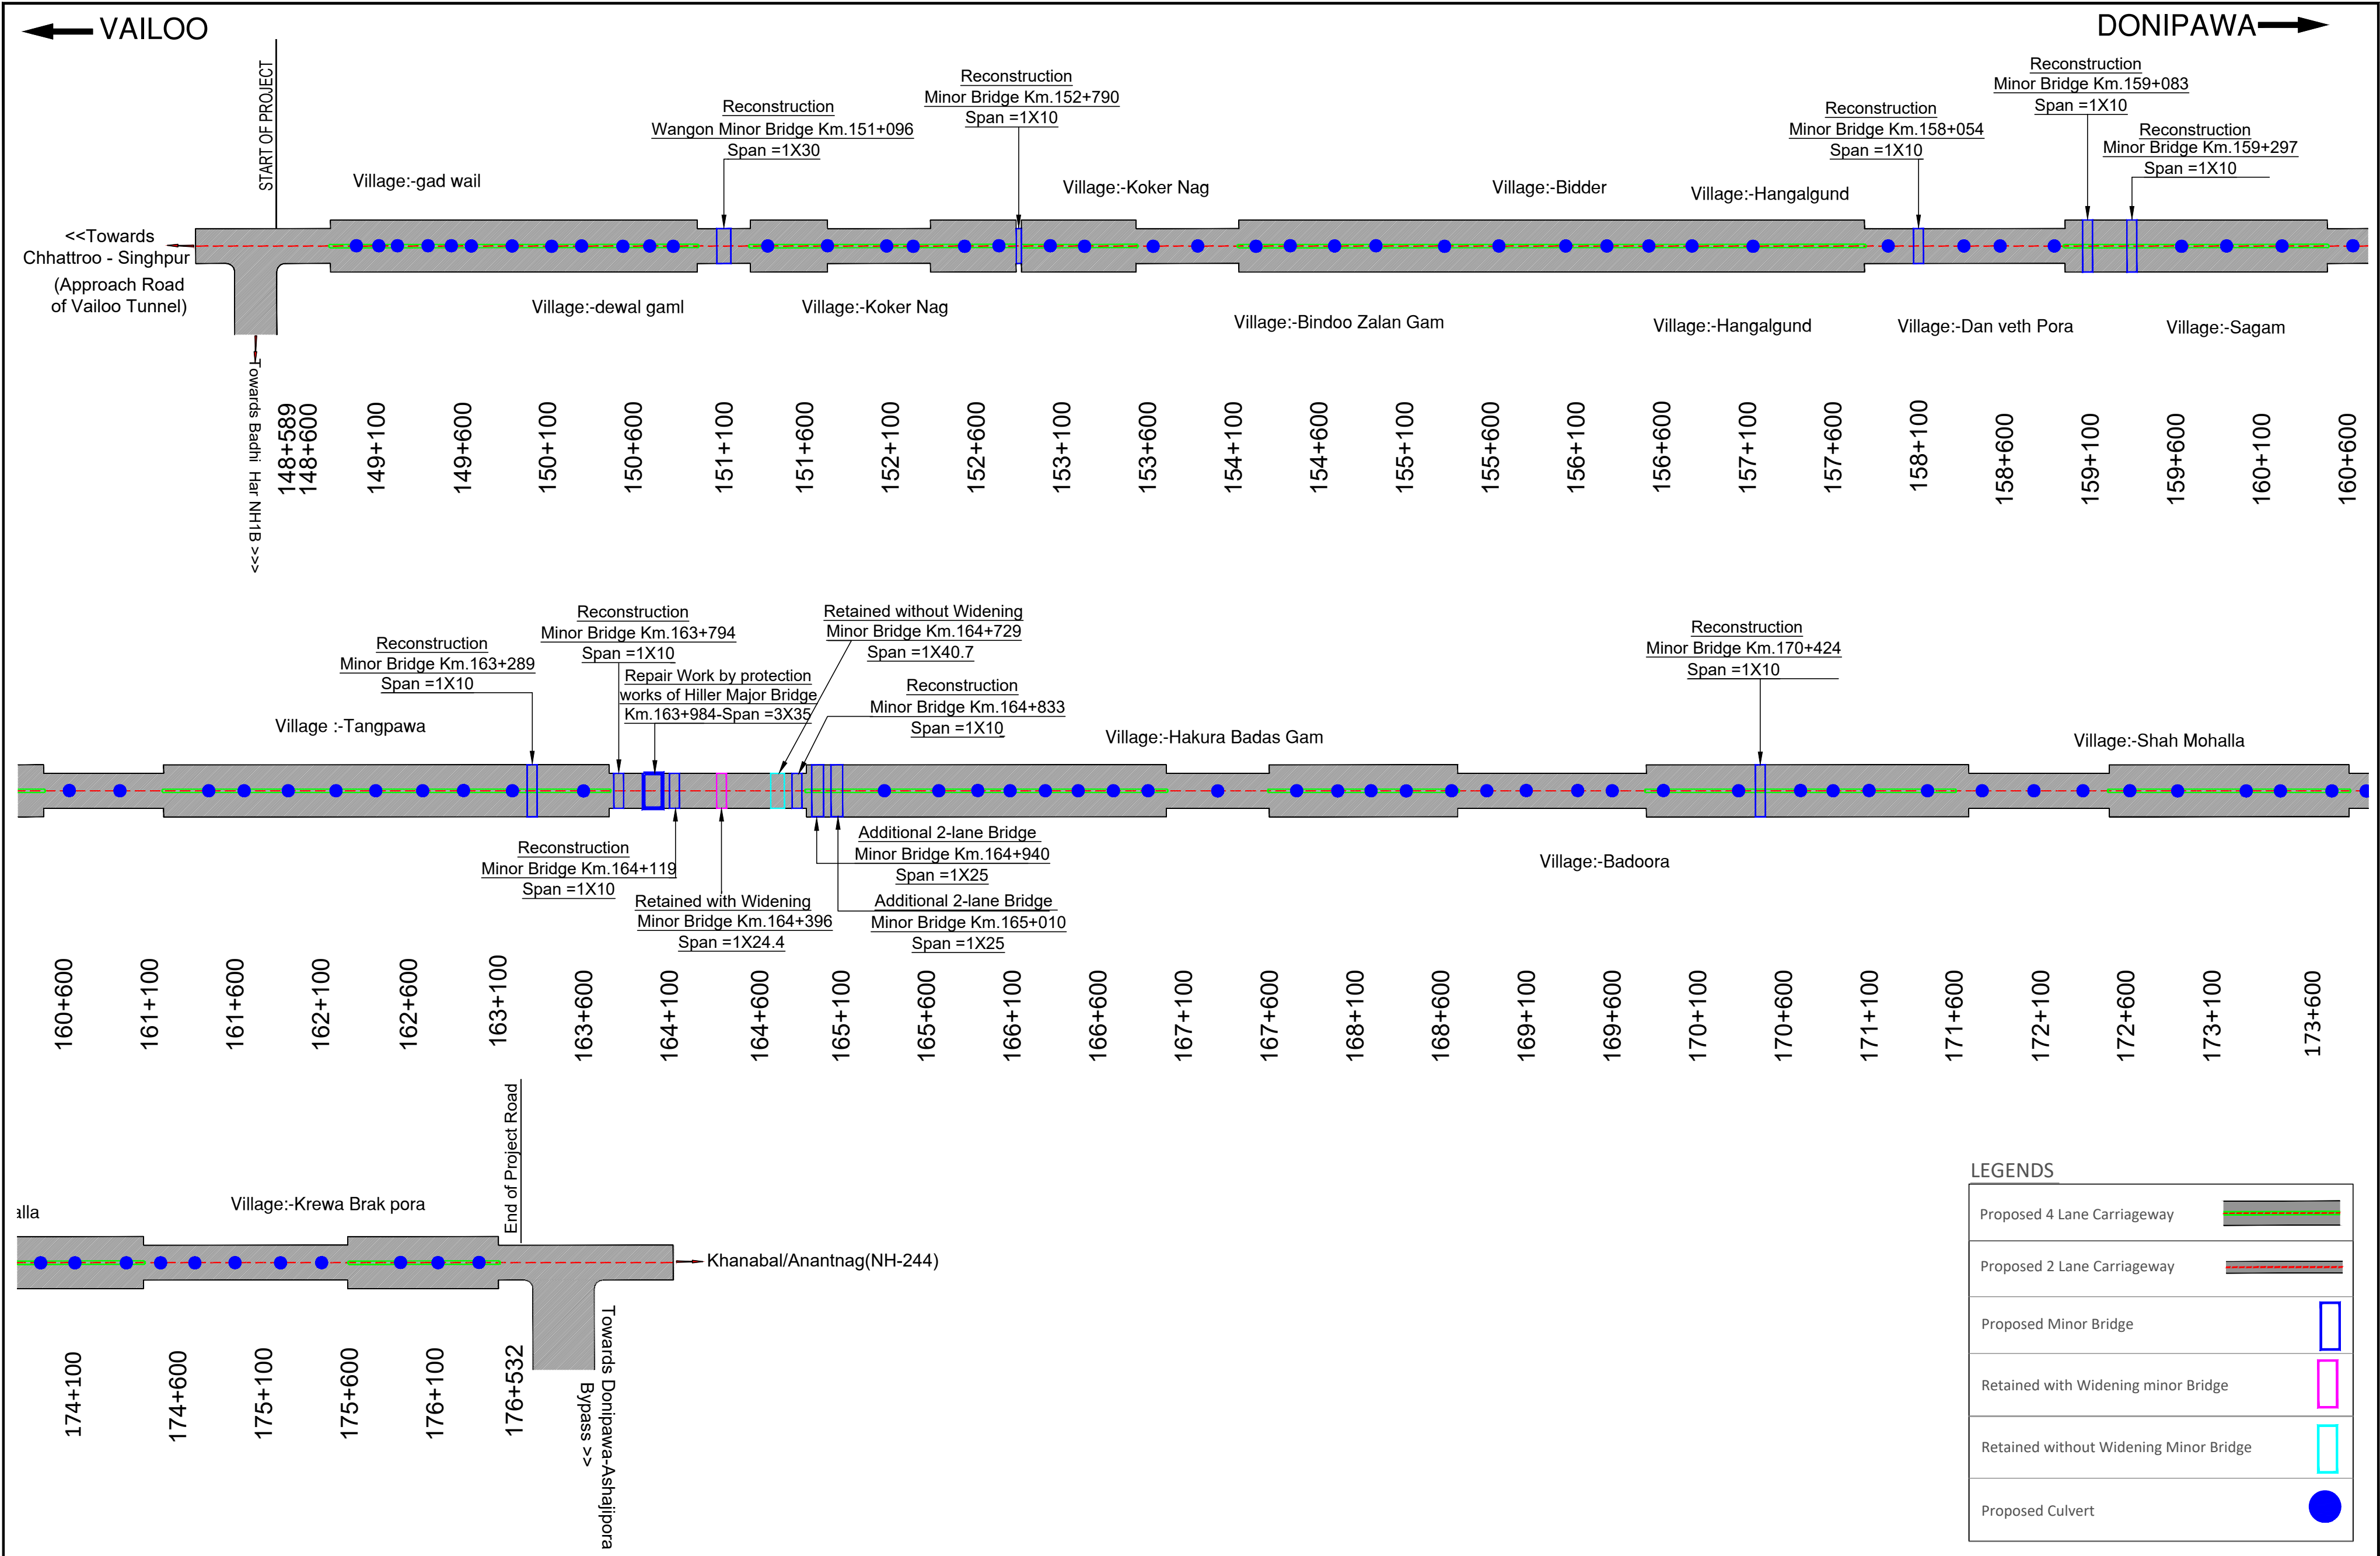 VAILOO
DONIPAWA
START OF PROJECT
Village:-gad wail
Reconstruction
Wangon Minor Bridge Km.151+096
Span =1X30
Reconstruction
Minor Bridge Km.152+790
Span =1X10
Village:-Koker Nag
Village:-Bidder
Village:-Hangalgund
Reconstruction
Minor Bridge Km.158+054
Span =1X10
Reconstruction
Minor Bridge Km.159+083
Span =1X10
Reconstruction
Minor Bridge Km.159+297
Span =1X10
<<Towards
Chhattroo - Singhpur
(Approach Road
of Vailoo Tunnel)
Village:-dewal gaml
Village:-Koker Nag
Village:-Bindoo Zalan Gam
Village:-Hangalgund
Village:-Dan veth Pora
Village:-Sagam
Towards Badhi Har NH1B >>>
148+589
148+600
149+100
149+600
150+100
150+600
151+100
151+600
152+100
152+600
153+100
153+600
154+100
154+600
155+100
155+600
156+100
156+600
157+100
157+600
158+100
158+600
159+100
159+600
160+100
160+600
Village :-Tangpawa
Reconstruction
Minor Bridge Km.163+289
Span =1X10
Reconstruction
Minor Bridge Km.163+794
Span =1X10
Repair Work by protection
works of Hiller Major Bridge
Km.163+984-Span =3X35
Retained without Widening
Minor Bridge Km.164+729
Span =1X40.7
Reconstruction
Minor Bridge Km.164+833
Span =1X10
Village:-Hakura Badas Gam
Reconstruction
Minor Bridge Km.170+424
Span =1X10
Village:-Shah Mohalla
Reconstruction
Minor Bridge Km.164+119
Span =1X10
Retained with Widening
Minor Bridge Km.164+396
Span =1X24.4
Additional 2-lane Bridge
Minor Bridge Km.164+940
Span =1X25
Additional 2-lane Bridge
Minor Bridge Km.165+010
Span =1X25
Village:-Badoora
160+600
161+100
161+600
162+100
162+600
163+100
163+600
164+100
164+600
165+100
165+600
166+100
166+600
167+100
167+600
168+100
168+600
169+100
169+600
170+100
170+600
171+100
171+600
172+100
172+600
173+100
173+600
alla
Village:-Krewa Brak pora
End of Project Road
Khanabal/Anantnag(NH-244)
Towards Donipawa-Ashajipora
Bypass >>
174+100
174+600
175+100
175+600
176+100
176+532
LEGENDS
Proposed 4 Lane Carriageway
Proposed 2 Lane Carriageway
Proposed Minor Bridge
Retained with Widening minor Bridge
Retained without Widening Minor Bridge
Proposed Culvert